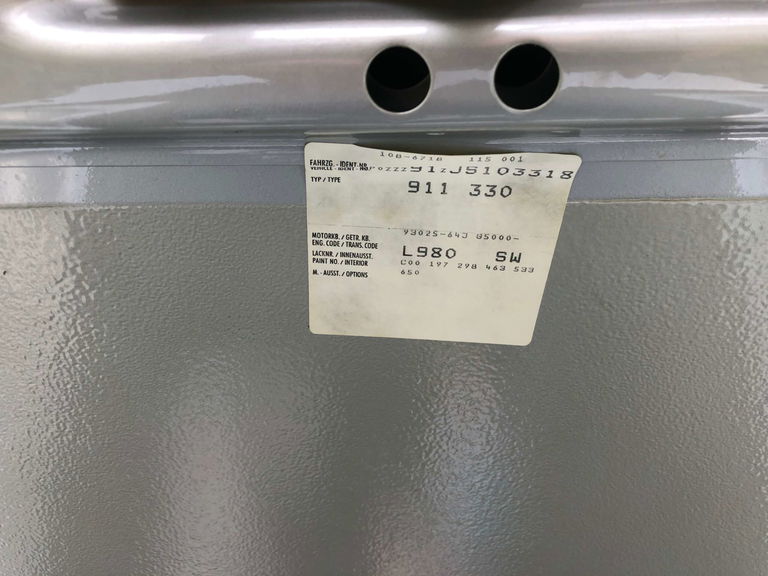 108-6718 115 001
FAHRZG.-IDENT-NR.
VEHICLE-IDENT-NO. P0ZZZ91ZJS103318
TYP / TYPE 911 330
MOTORKB. / GETR. KB. 93025-64J G5000-
ENG. CODE / TRANS. CODE
LACKNR. / INNENAUSST. L980 SW
PAINT NO. / INTERIOR C00 197 298 463 533
M.- AUSST. / OPTIONS 650